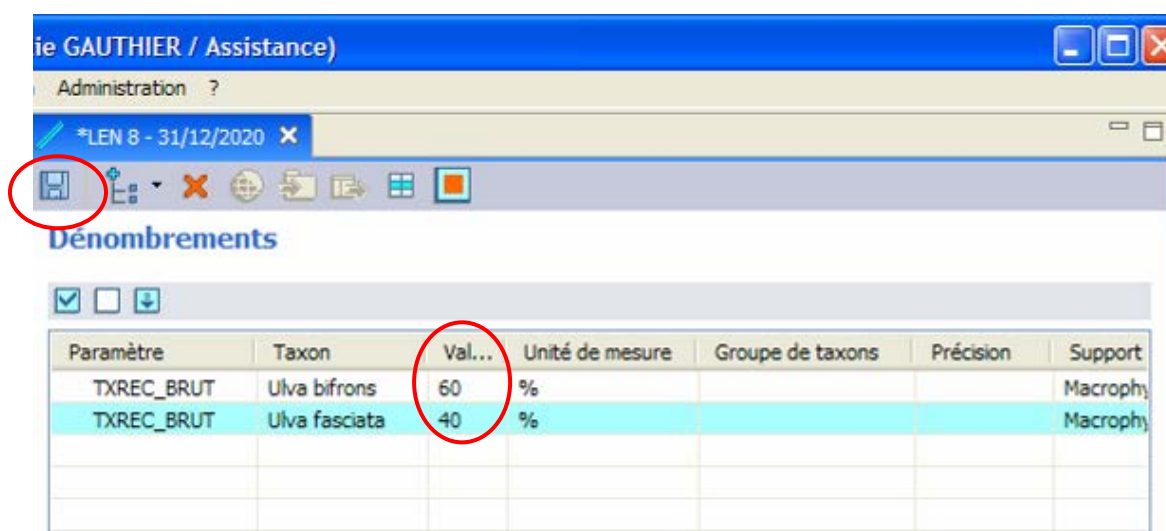 ie GAUTHIER / Assistance)
Administration ?
*LEN 8 - 31/12/2020
Dénombrements
Paramètre Taxon Val... Unité de mesure Groupe de taxons Précision Support
TXREC_BRUT Ulva bifrons 60 % Macrophy
TXREC_BRUT Ulva fasciata 40 % Macrophy